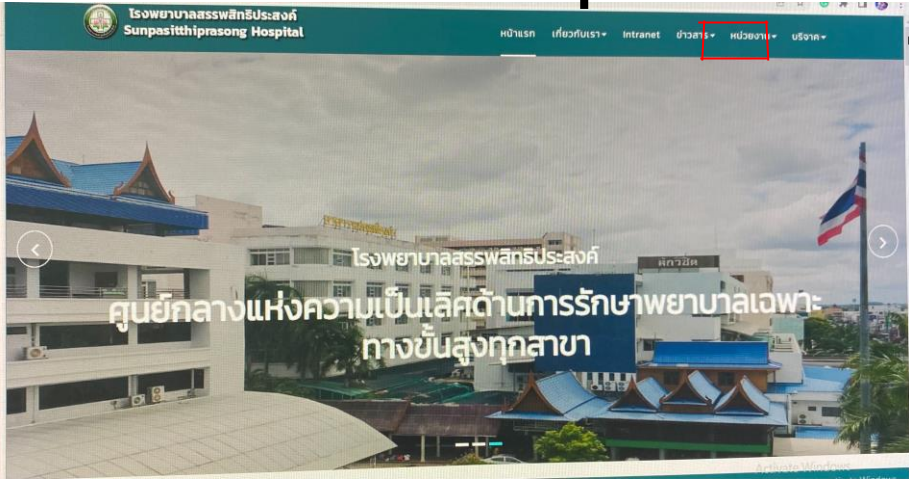 โรงพยาบาลสรรพสิทธิประสงค์
Sunpasitthiprasong Hospital
หน้าแรก เกี่ยวกับเรา Intranet ข่าวสาร หน่วยงาน บริจาค
โรงพยาบาลสรรพสิทธิประสงค์
ศูนย์กลางแห่งความเป็นเลิศด้านการรักษาพยาบาลเฉพาะ
ทางขั้นสูงทุกสาขา
Activate Windows